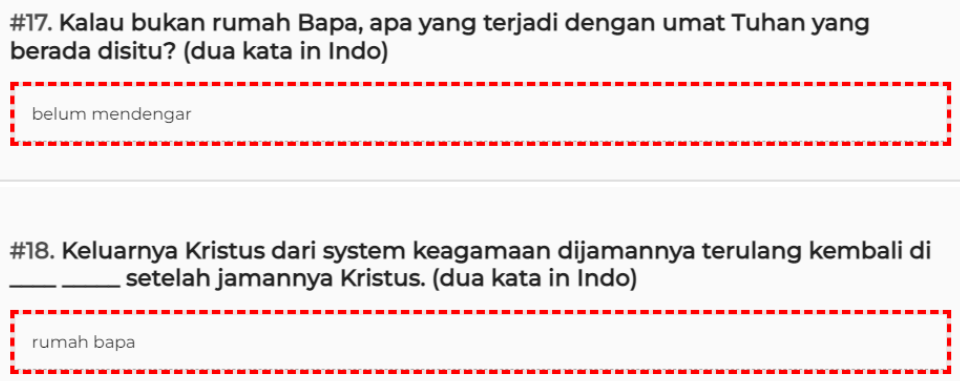 #17. Kalau bukan rumah Bapa, apa yang terjadi dengan umat Tuhan yang
berada disitu? (dua kata in Indo)
belum mendengar
#18. Keluarnya Kristus dari system keagamaan dijamannya terulang kembali di
____ _____ setelah jamannya Kristus. (dua kata in Indo)
rumah bapa